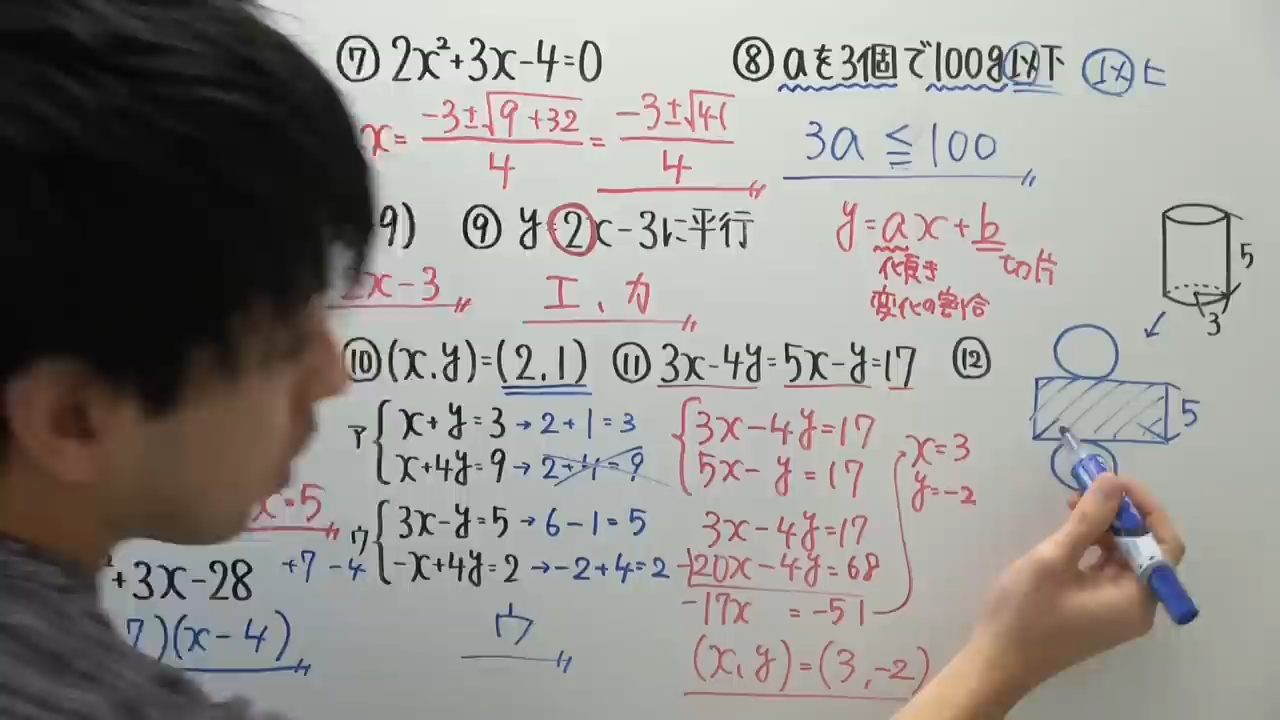 ⑦ 2x²+3x-4=0
x= -3±√9+32 / 4 = -3±√41 / 4
⑧ aを3個で100g以下
以上
3a ≦ 100
9)
2x-3
⑨ y=2x-3に平行
エ、カ
y=ax+b
傾き
切片
変化の割合
5
3
⑩ (x.y)=(2,1)
ア
x+y=3→2+1=3
x+4y=9→2+4=9
ウ
3x-y=5→6-1=5
-x+4y=2→-2+4=2
ウ
⑪ 3x-4y=5x-y=17
3x-4y=17
5x-y=17
3x-4y=17
-)20x-4y=68
-17x =-51
x=3
y=-2
(x,y)=(3,-2)
⑫
5
x-5
²+3x-28
+7 -4
7)(x-4)